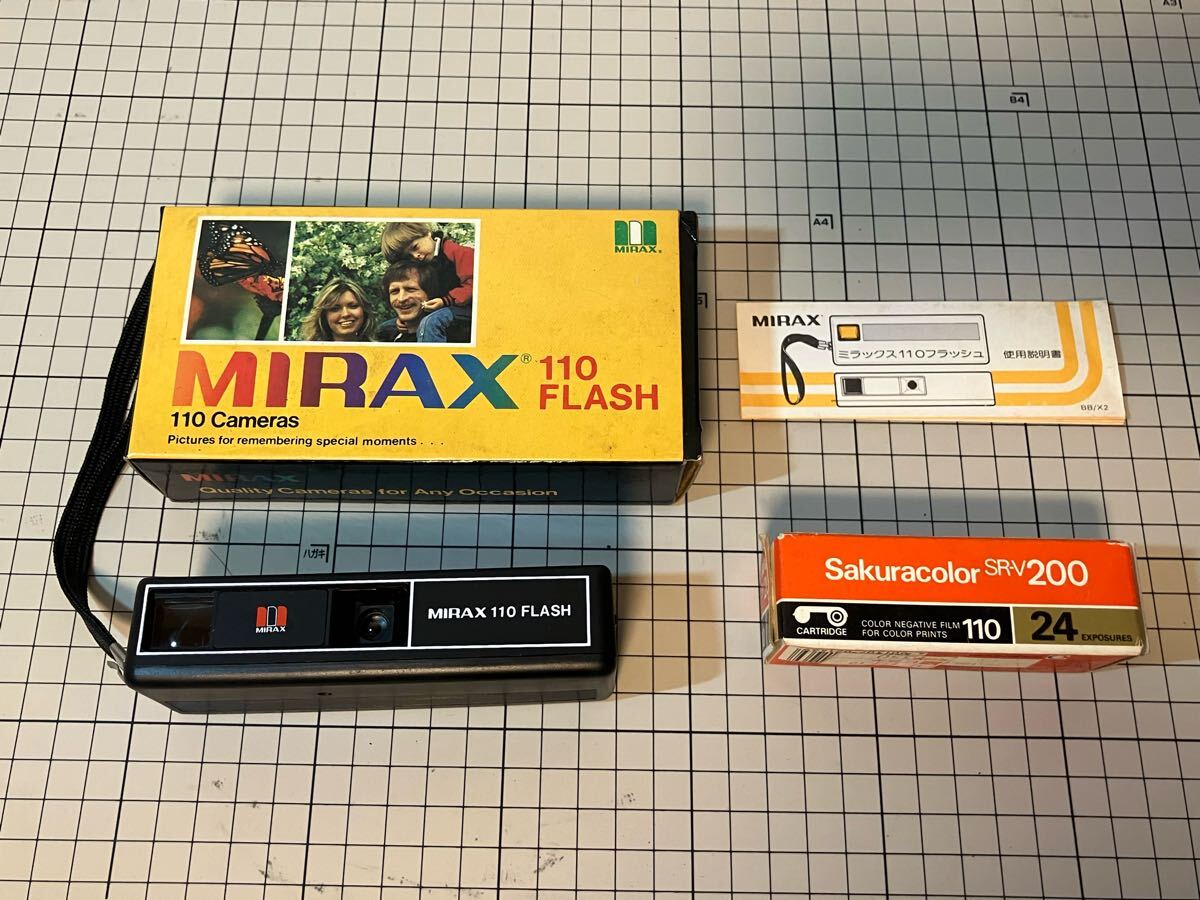 A3
B4
A4
MIRAX®
MIRAX® 110
FLASH
110 Cameras
Pictures for remembering special moments . . .
MIRAX
Quality Cameras for Any Occasion
MIRAX
ミラックス110フラッシュ
使用説明書
BB/X2
ハガキ
MIRAX
MIRAX 110 FLASH
Sakuracolor SR-V 200
CARTRIDGE
COLOR NEGATIVE FILM
FOR COLOR PRINTS
110
24 EXPOSURES